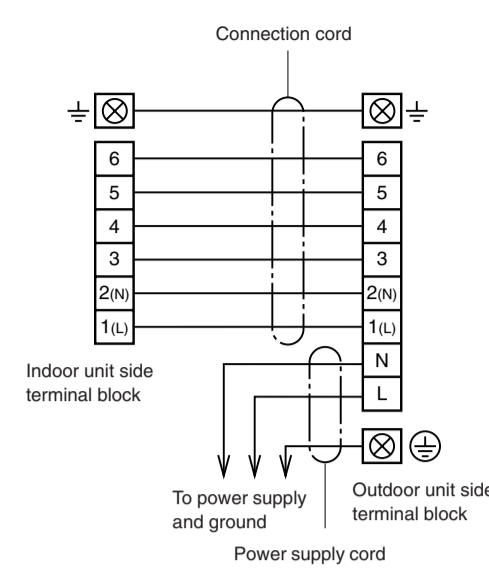 Connection cord
6 6
5 5
4 4
3 3
2(N) 2(N)
1(L) 1(L)
N
L
Indoor unit side
terminal block
To power supply
and ground
Outdoor unit side
terminal block
Power supply cord